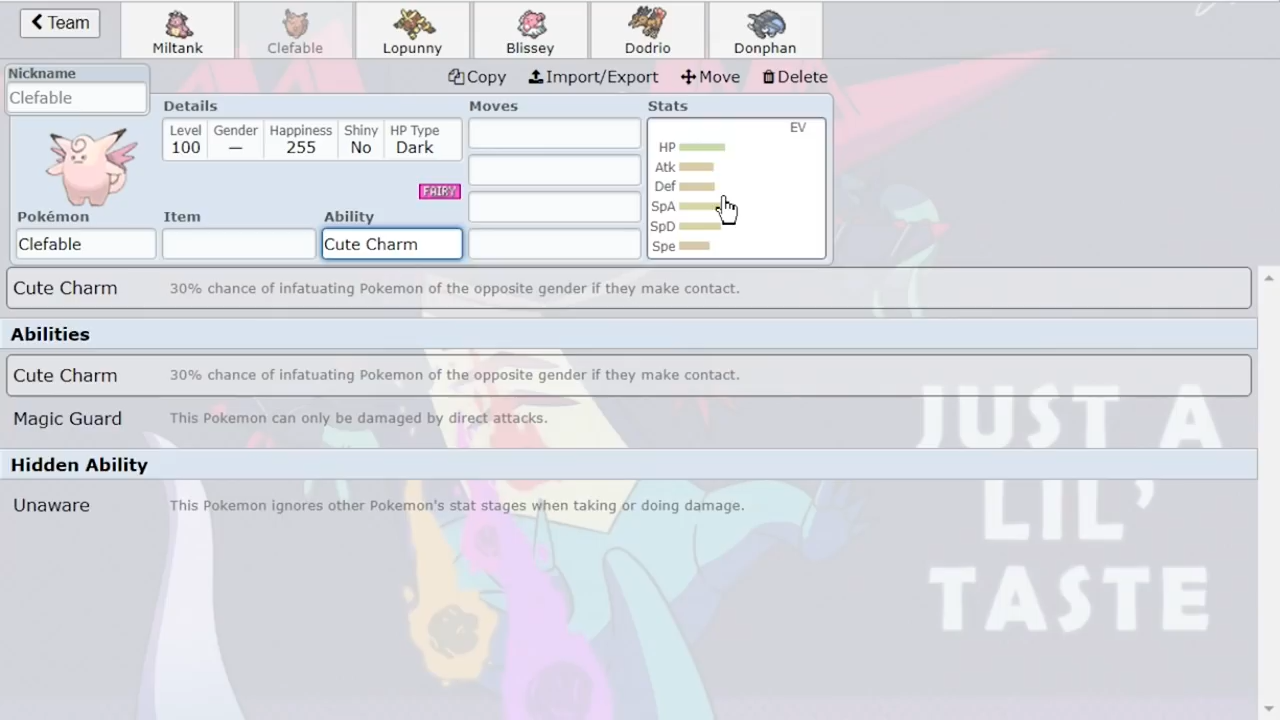 Team
Miltank
Clefable
Lopunny
Blissey
Dodrio
Donphan
Nickname
Clefable
Copy
Import/Export
Move
Delete
Details
Moves
Stats
Level
Gender
Happiness
Shiny
HP Type
100
—
255
No
Dark
EV
HP
Atk
Def
SpA
SpD
Spe
FAIRY
Pokémon
Item
Ability
Clefable
Cute Charm
Cute Charm 30% chance of infatuating Pokemon of the opposite gender if they make contact.
Abilities
Cute Charm 30% chance of infatuating Pokemon of the opposite gender if they make contact.
Magic Guard This Pokemon can only be damaged by direct attacks.
Hidden Ability
Unaware This Pokemon ignores other Pokemon's stat stages when taking or doing damage.
JUST A
LIL'
TASTE